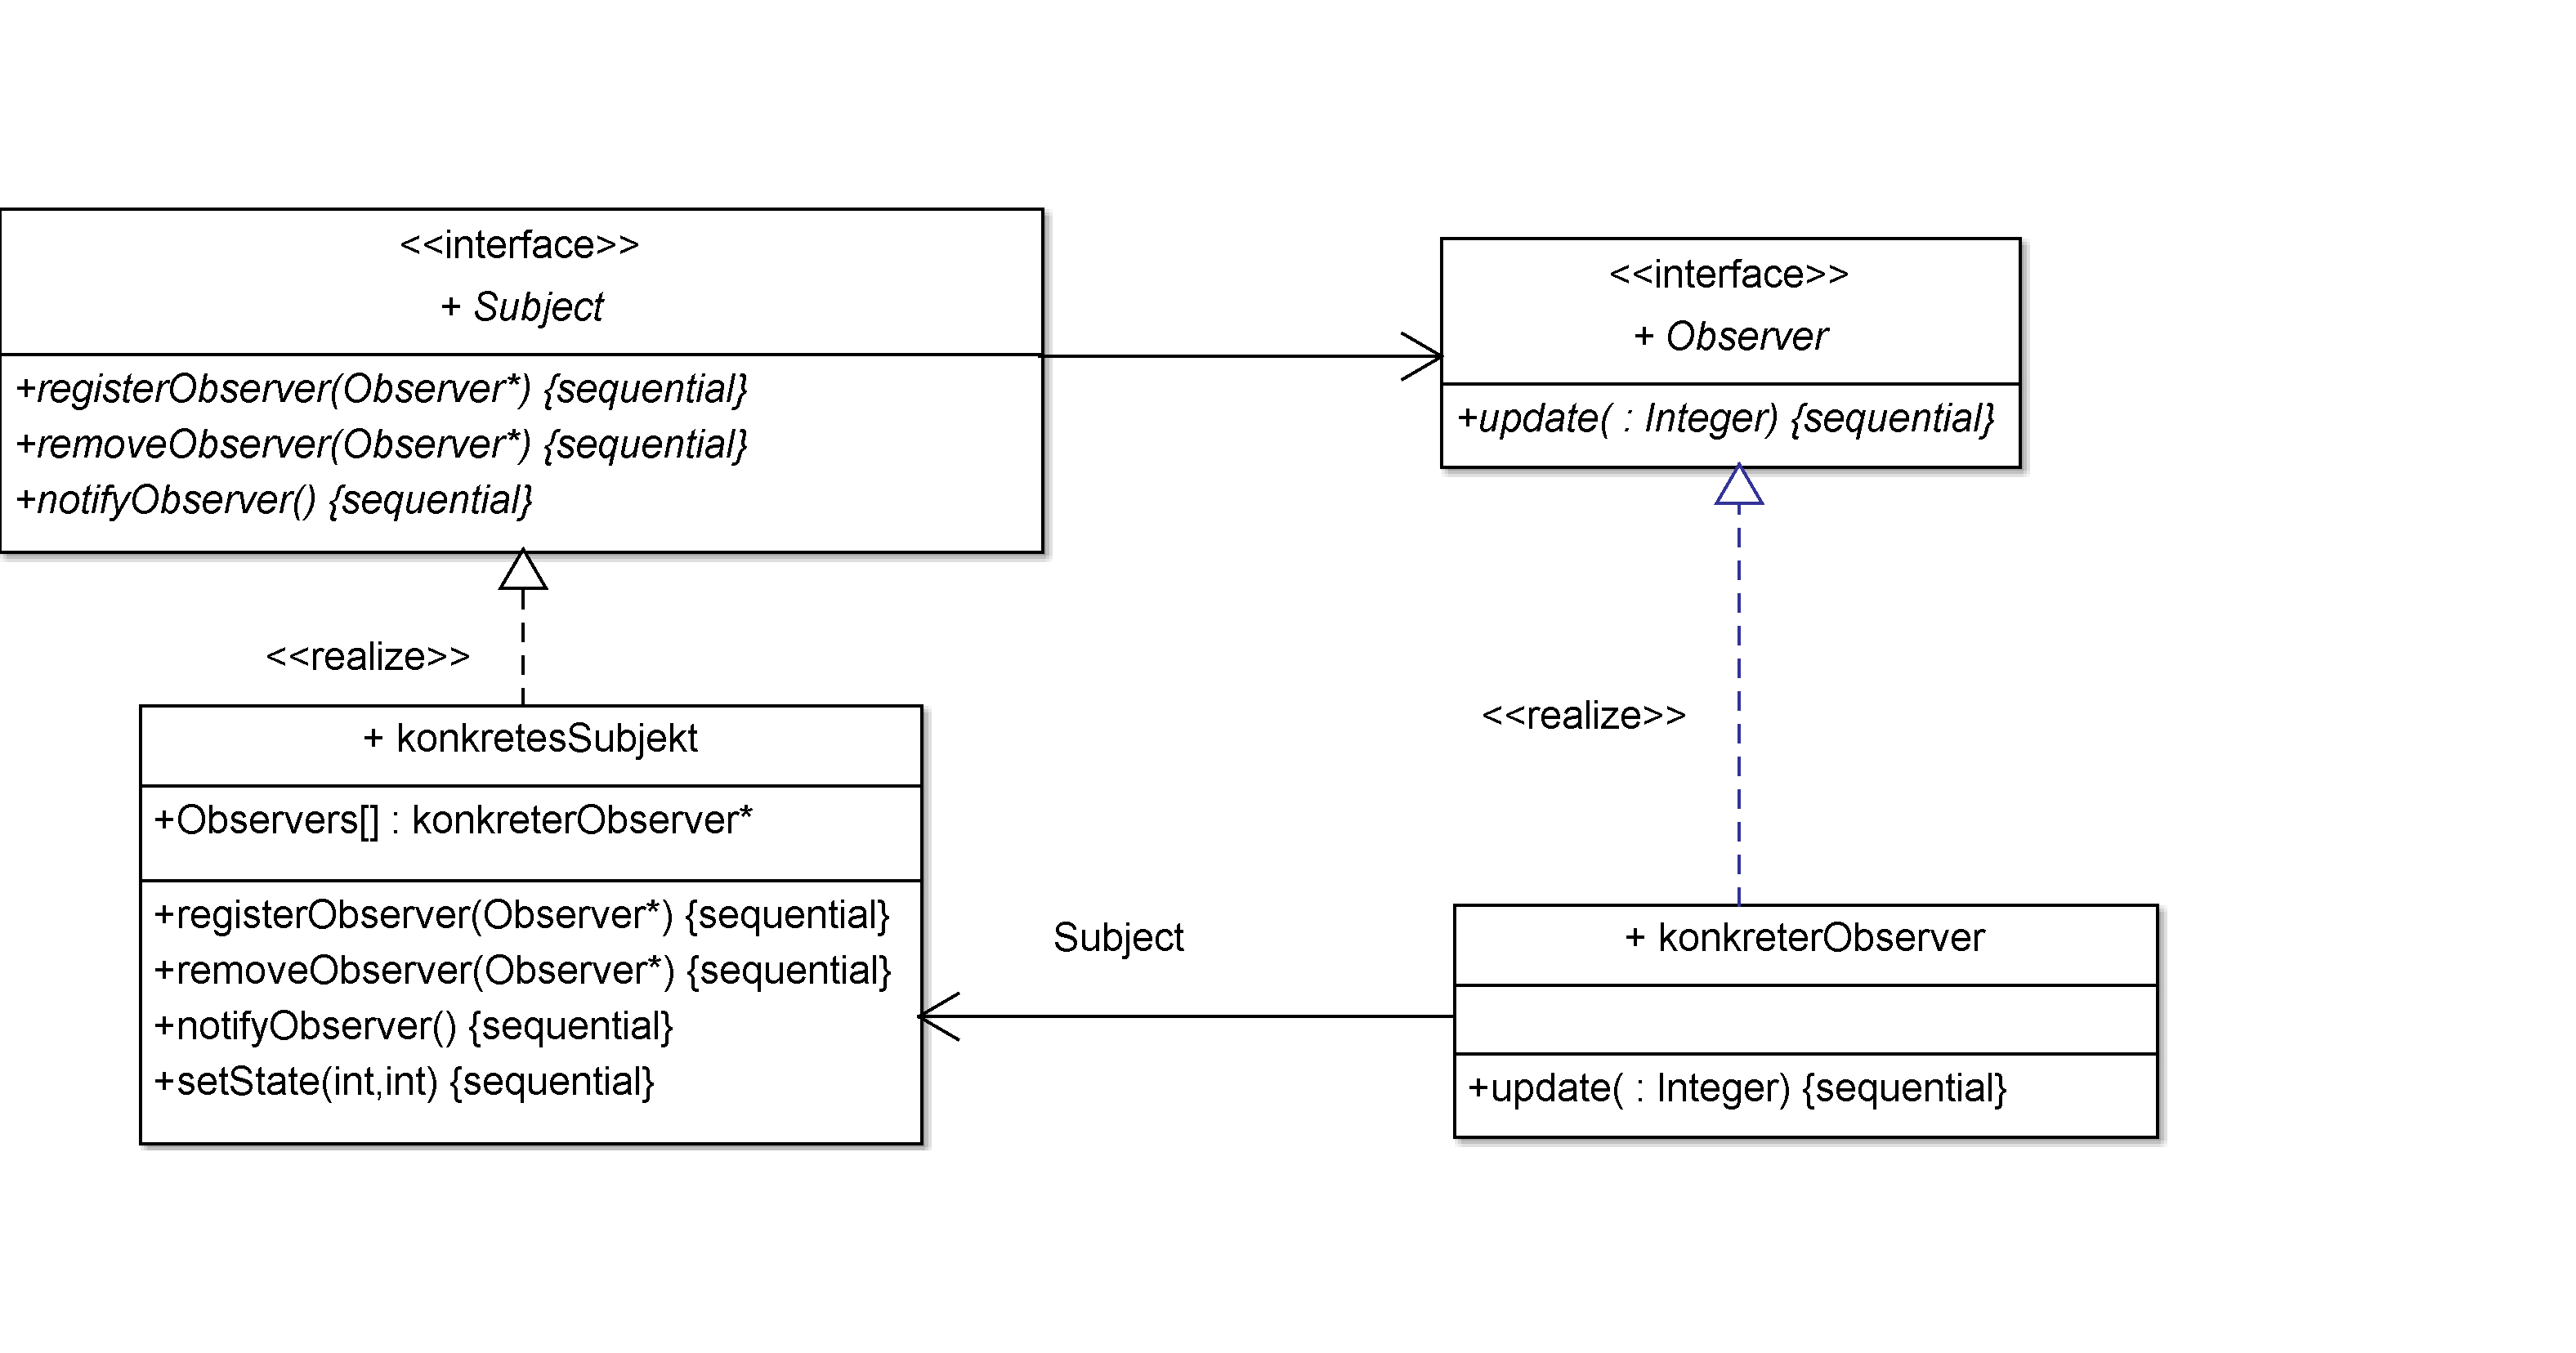 <<interface>>
+ Subject
+registerObserver(Observer*) {sequential}
+removeObserver(Observer*) {sequential}
+notifyObserver() {sequential}
<<interface>>
+ Observer
+update( : Integer) {sequential}
<<realize>>
<<realize>>
+ konkretesSubjekt
+Observers[] : konkreterObserver*
+registerObserver(Observer*) {sequential}
+removeObserver(Observer*) {sequential}
+notifyObserver() {sequential}
+setState(int,int) {sequential}
Subject
+ konkreterObserver
+update( : Integer) {sequential}